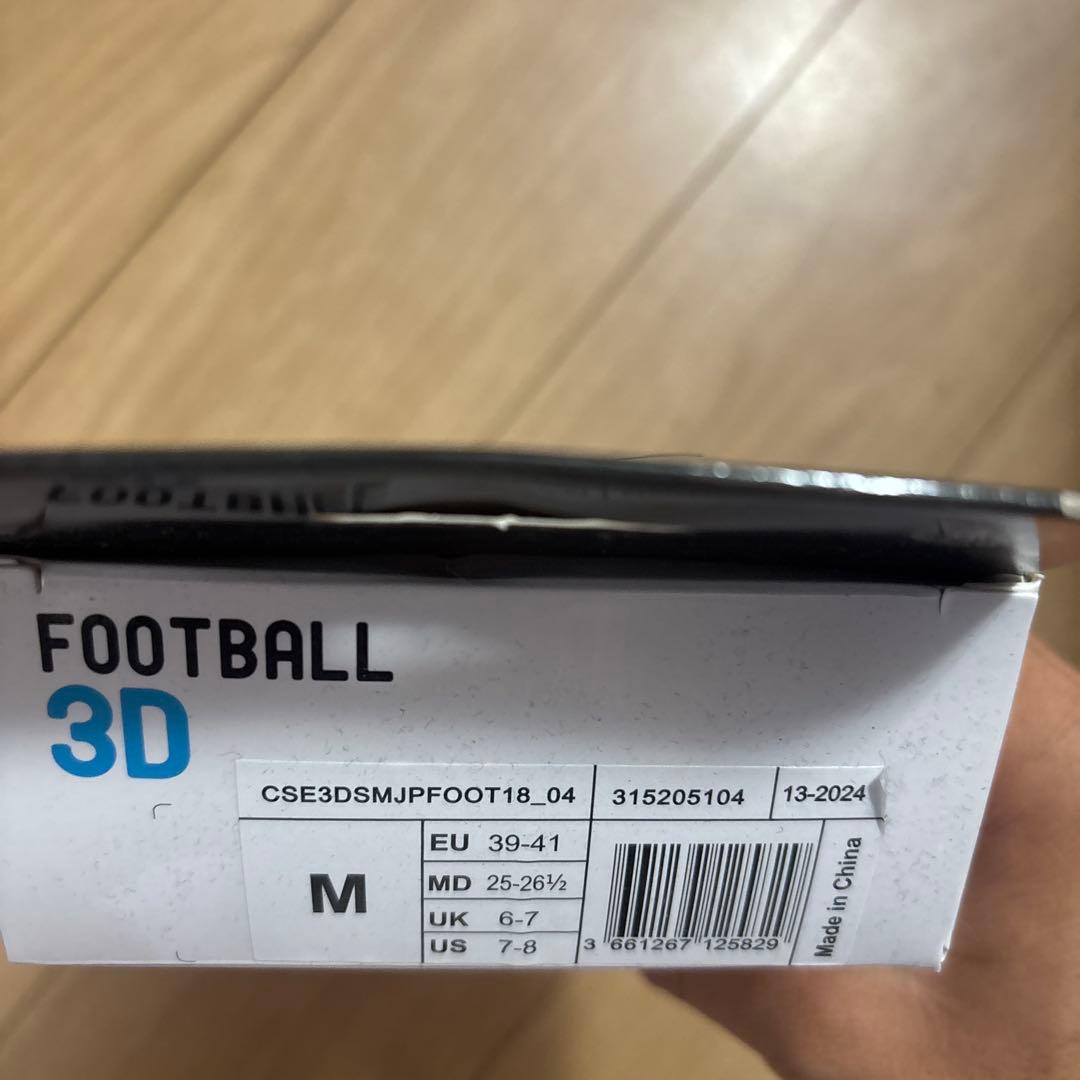 FOOTBALL
FOOTBALL
3D
CSE3DSMJPFOOT18_04 315205104 13-2024
M
EU 39-41
MD 25-26½
UK 6-7
US 7-8
3 661267 125829
Made in China